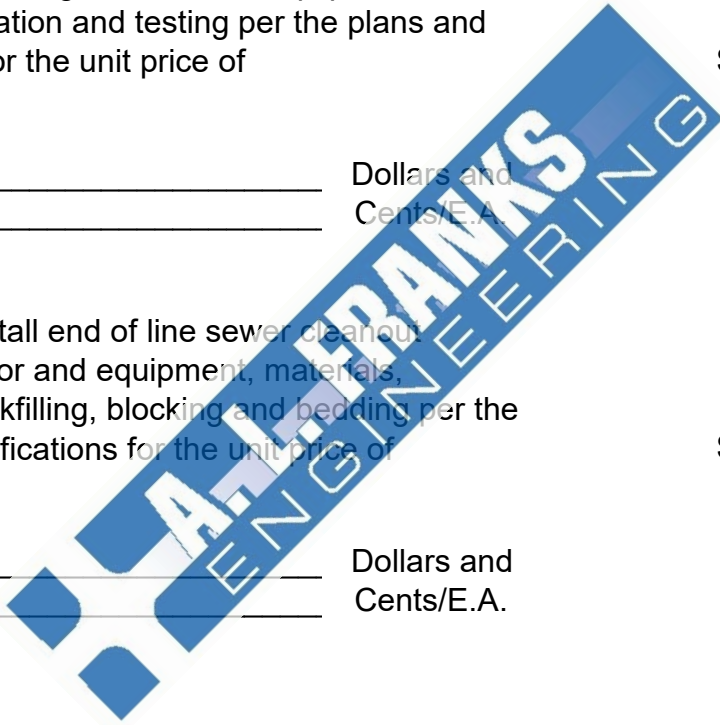 ation and testing per the plans and
or the unit price of
Dollars and
Cents/E.A.
tall end of line sewer cleanout
or and equipment, materials,
kfilling, blocking and bedding per the
fications for the unit price of
Dollars and
Cents/E.A.
A.J. FRANKS
ENGINEERING